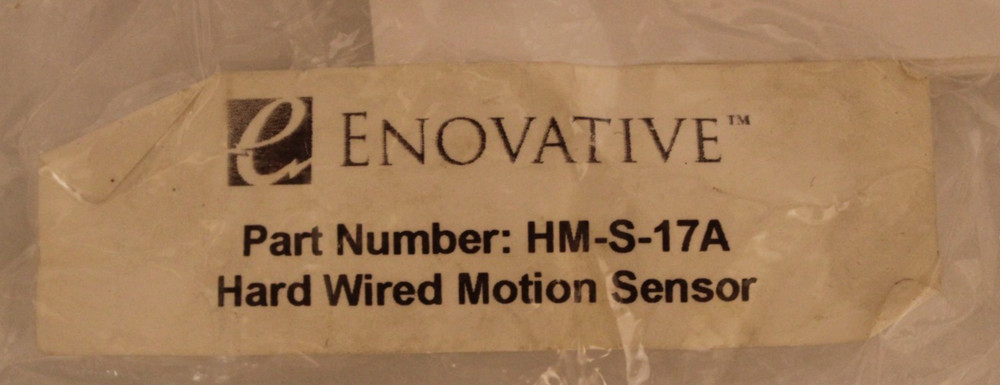 e ENOVATIVE™
Part Number: HM-S-17A
Hard Wired Motion Sensor